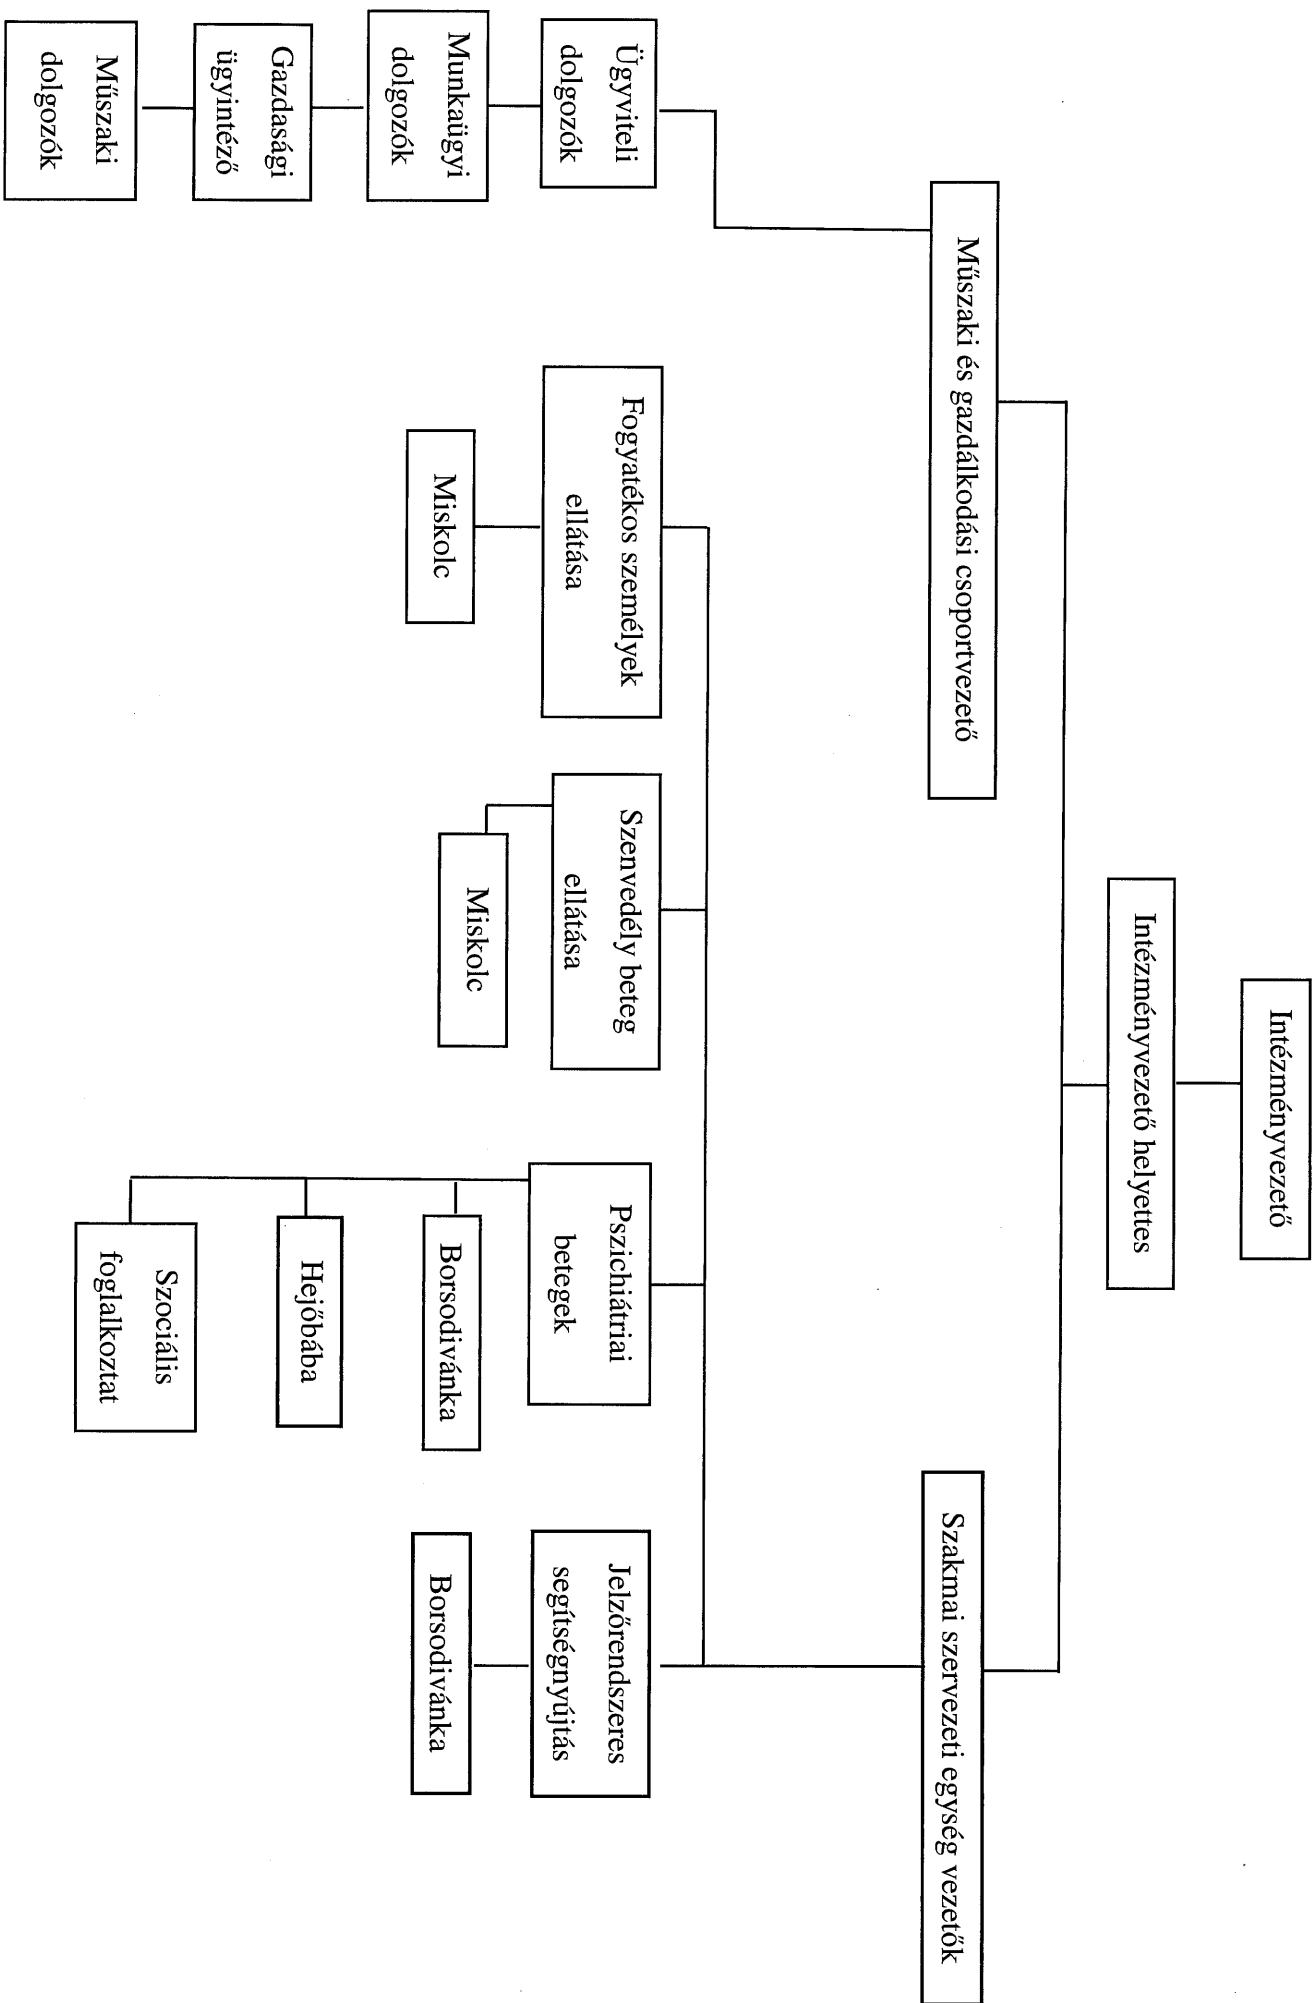 Intézményvezető
Intézményvezető helyettes
Műszaki és gazdálkodási csoportvezető
Szakmai szervezeti egység vezetők
Ügyviteli
dolgozók
Munkaügyi
dolgozók
Gazdasági
ügyintéző
Műszaki
dolgozók
Fogyatékos személyek
ellátása
Miskolc
Szenvedély beteg
ellátása
Miskolc
Pszichiátriai
betegek
Borsodivánka
Hejőbába
Szociális
foglalkoztat
Jelzőrendszeres
segítségnyújtás
Borsodivánka